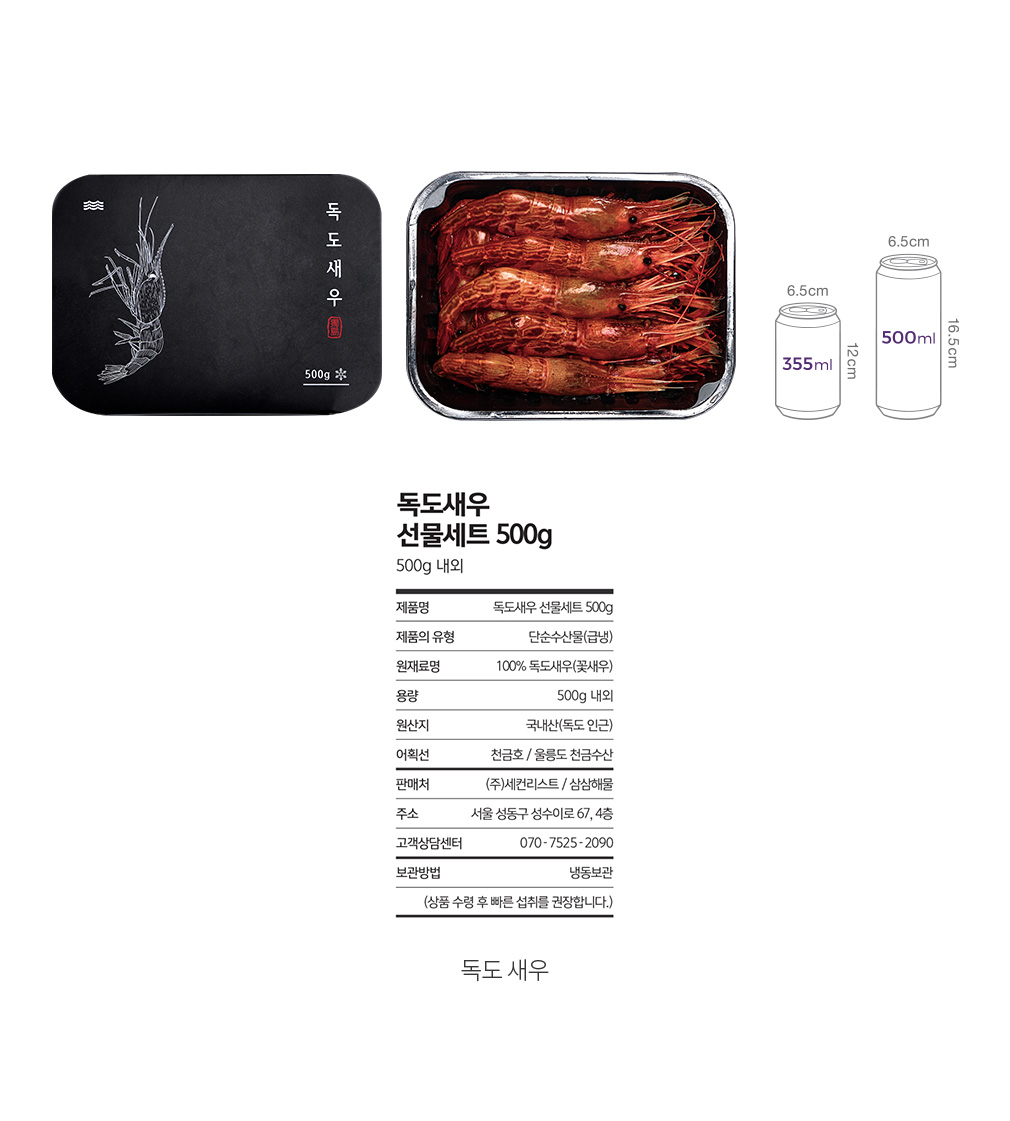 독도새우
500g
6.5cm
355ml
12cm
6.5cm
500ml
16.5cm
독도새우
선물세트 500g
500g 내외
제품명 독도새우 선물세트 500g
제품의 유형 단순수산물(급냉)
원재료명 100% 독도새우(꽃새우)
용량 500g 내외
원산지 국내산(독도 인근)
어획선 천금호 / 울릉도 천금수산
판매처 (주)세컨리스트 / 삼삼해물
주소 서울 성동구 성수이로 67, 4층
고객상담센터 070 - 7525 - 2090
보관방법 냉동보관
(상품 수령 후 빠른 섭취를 권장합니다.)
독도 새우